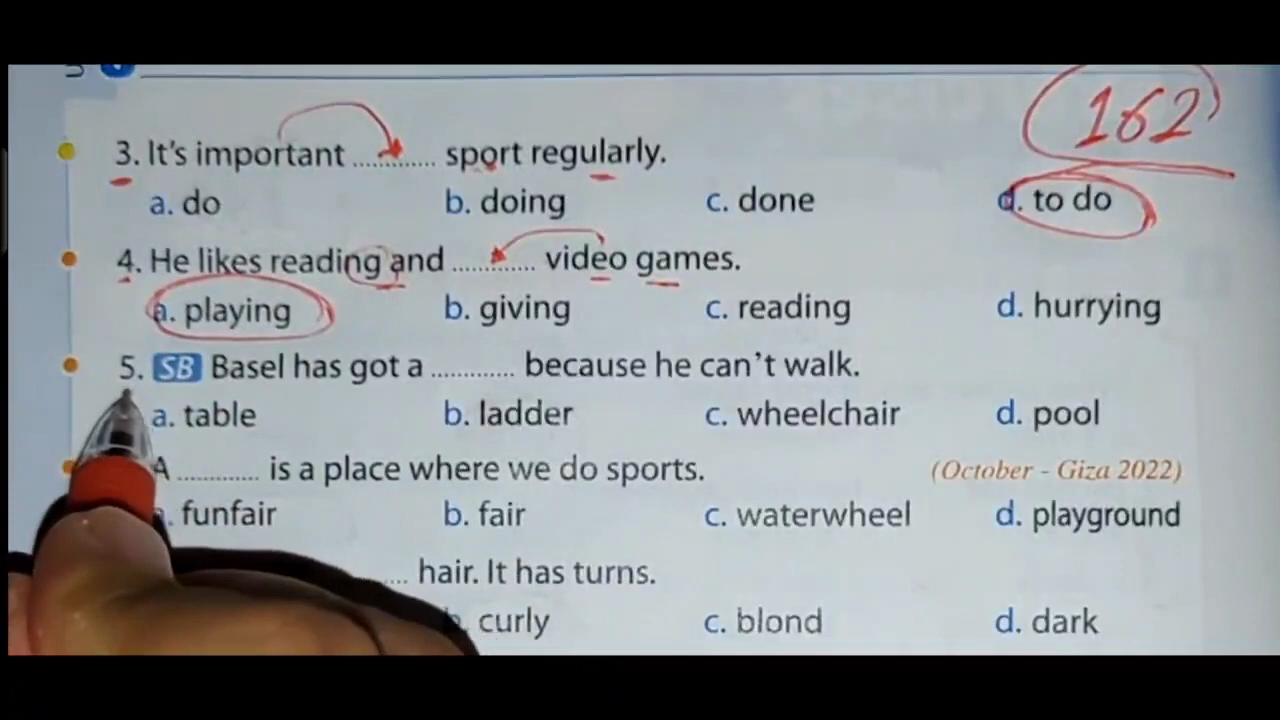 162
3. It's important ............ sport regularly.
a. do b. doing c. done d. to do
4. He likes reading and ............ video games.
a. playing b. giving c. reading d. hurrying
5. SB Basel has got a ............ because he can't walk.
a. table b. ladder c. wheelchair d. pool
A ............ is a place where we do sports. (October - Giza 2022)
funfair b. fair c. waterwheel d. playground
.... hair. It has turns.
b. curly c. blond d. dark